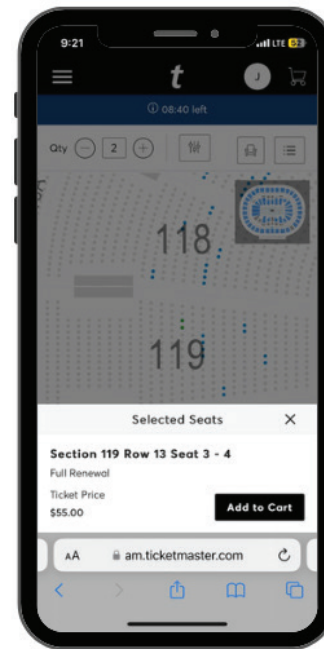 9:21
LTE 62
t
J
08:40 left
Qty
2
118
119
Selected Seats
Section 119 Row 13 Seat 3 - 4
Full Renewal
Ticket Price
$55.00
Add to Cart
AA
am.ticketmaster.com